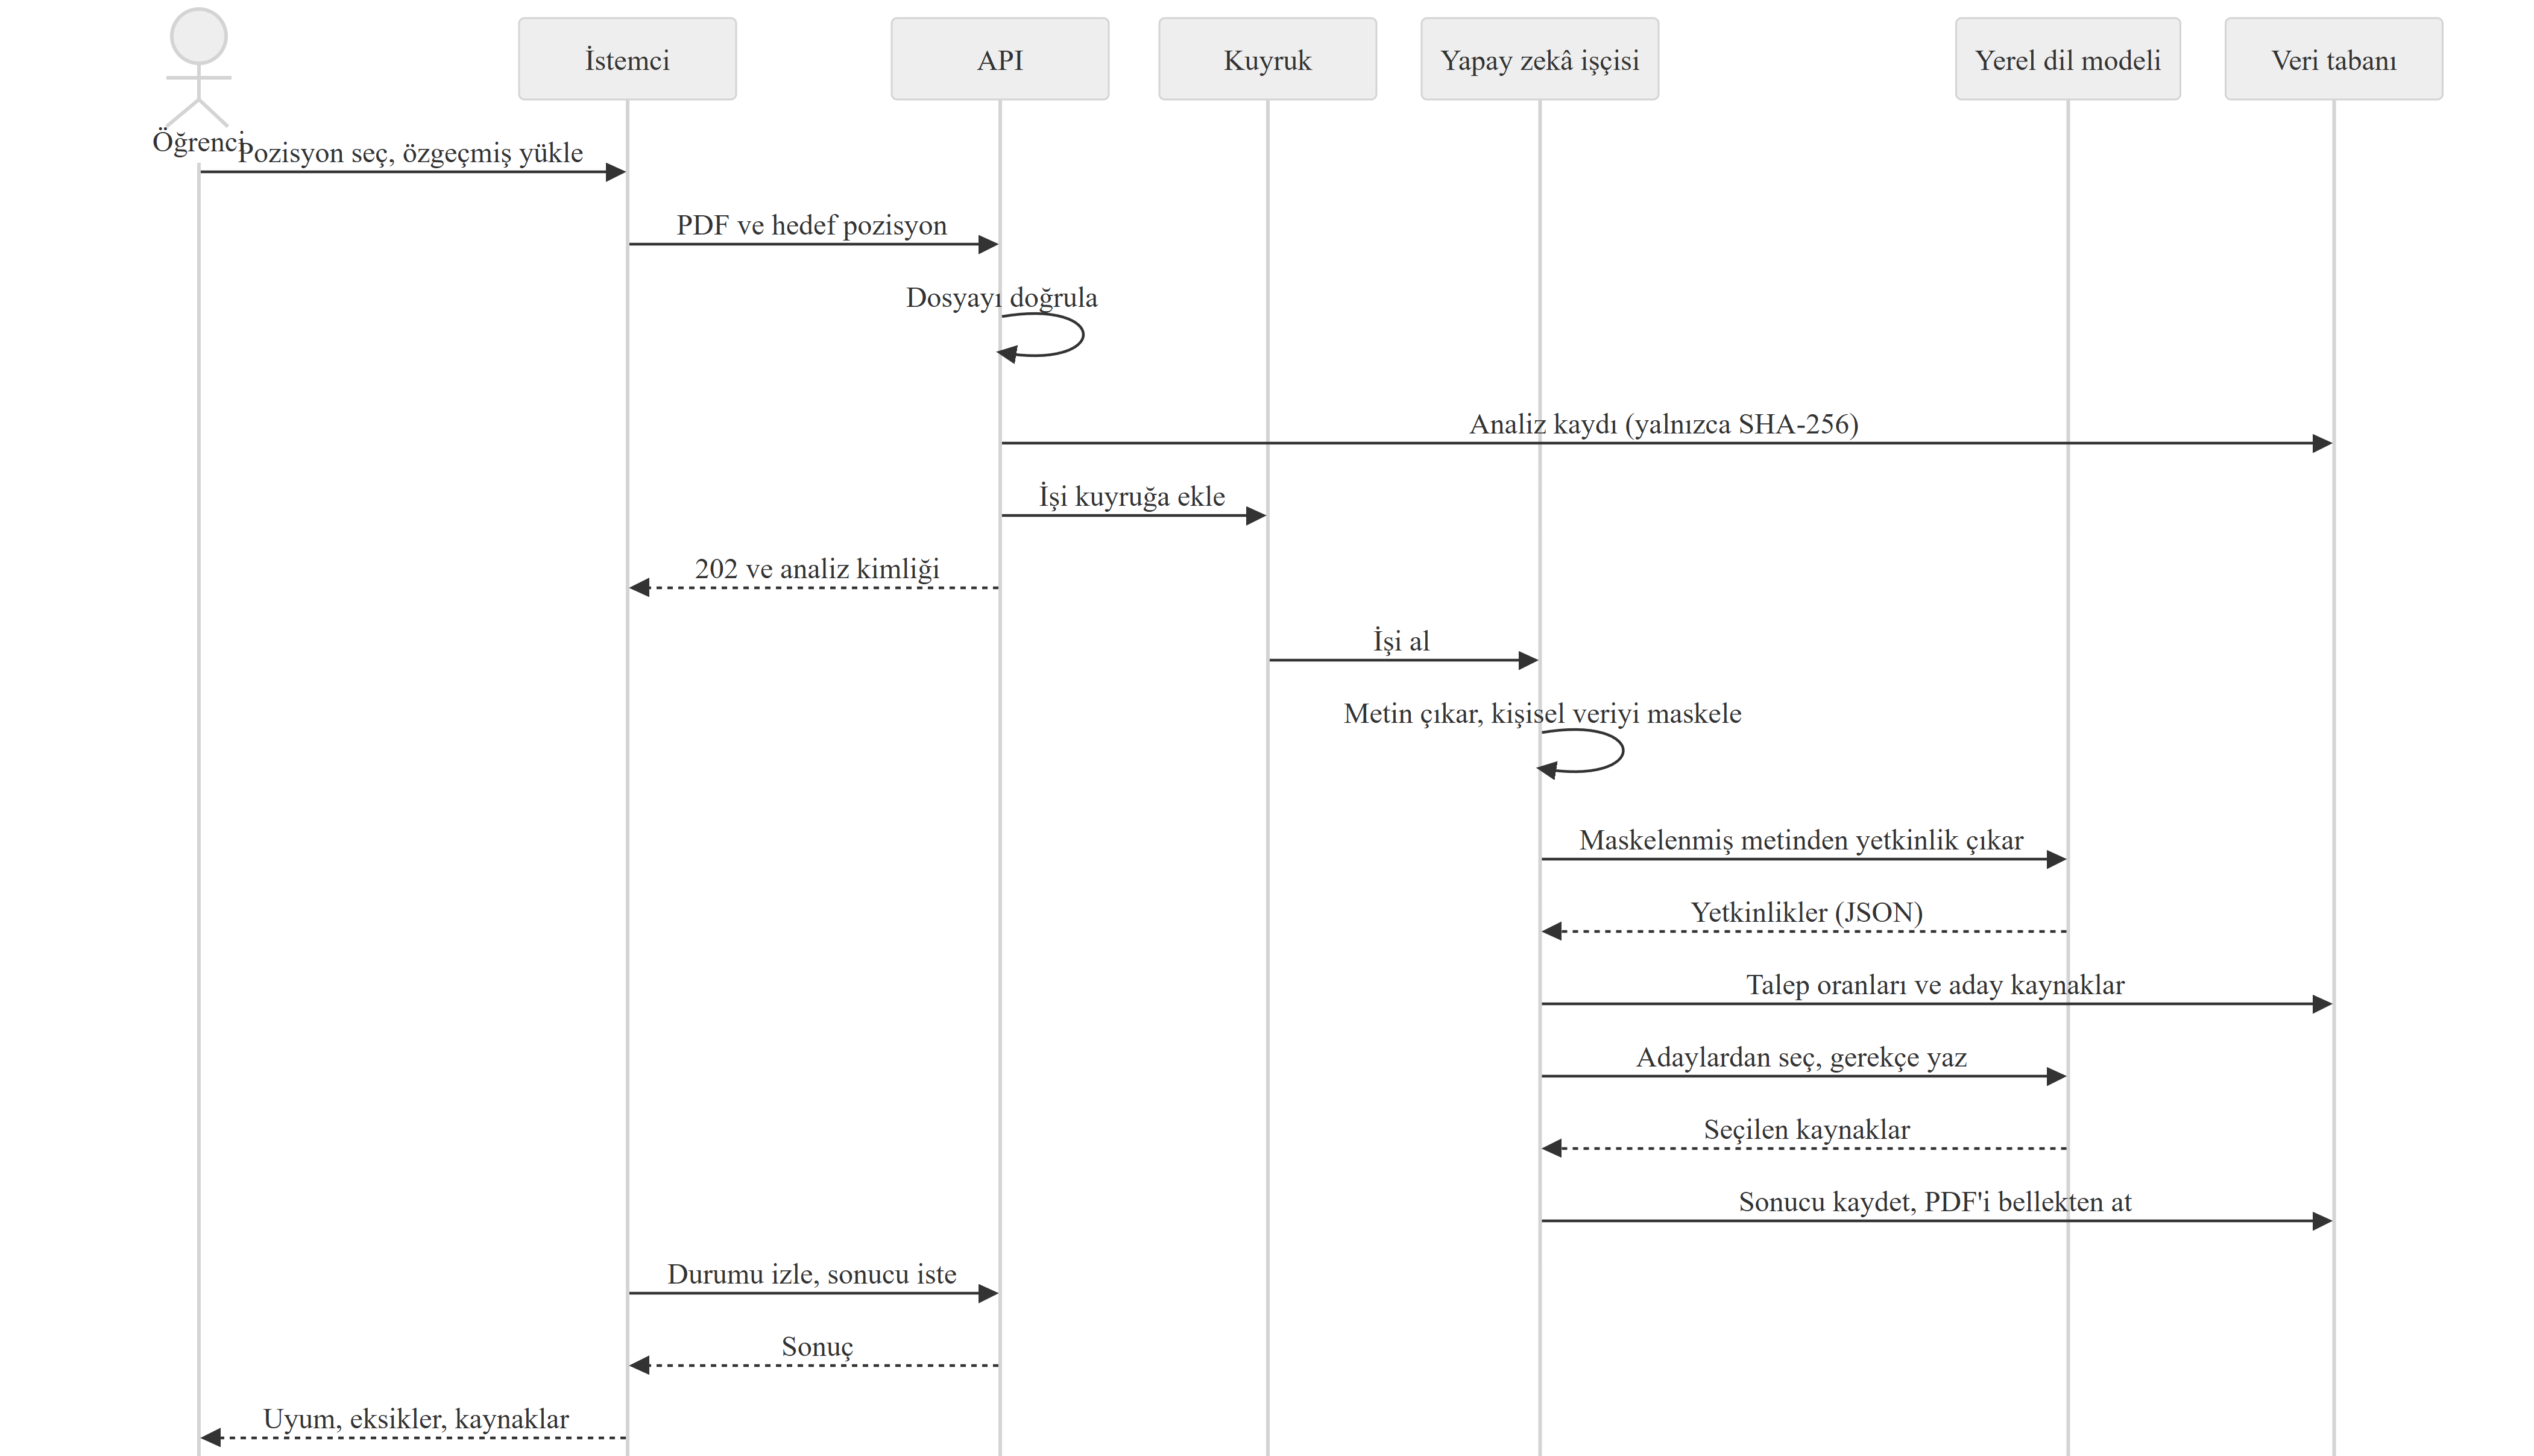 İstemci
API
Kuyruk
Yapay zekâ işçisi
Yerel dil modeli
Veri tabanı
Öğrenci
Pozisyon seç, özgeçmiş yükle
PDF ve hedef pozisyon
Dosyayı doğrula
Analiz kaydı (yalnızca SHA-256)
İşi kuyruğa ekle
202 ve analiz kimliği
İşi al
Metin çıkar, kişisel veriyi maskele
Maskelenmiş metinden yetkinlik çıkar
Yetkinlikler (JSON)
Talep oranları ve aday kaynaklar
Adaylardan seç, gerekçe yaz
Seçilen kaynaklar
Sonucu kaydet, PDF'i bellekten at
Durumu izle, sonucu iste
Sonuç
Uyum, eksikler, kaynaklar